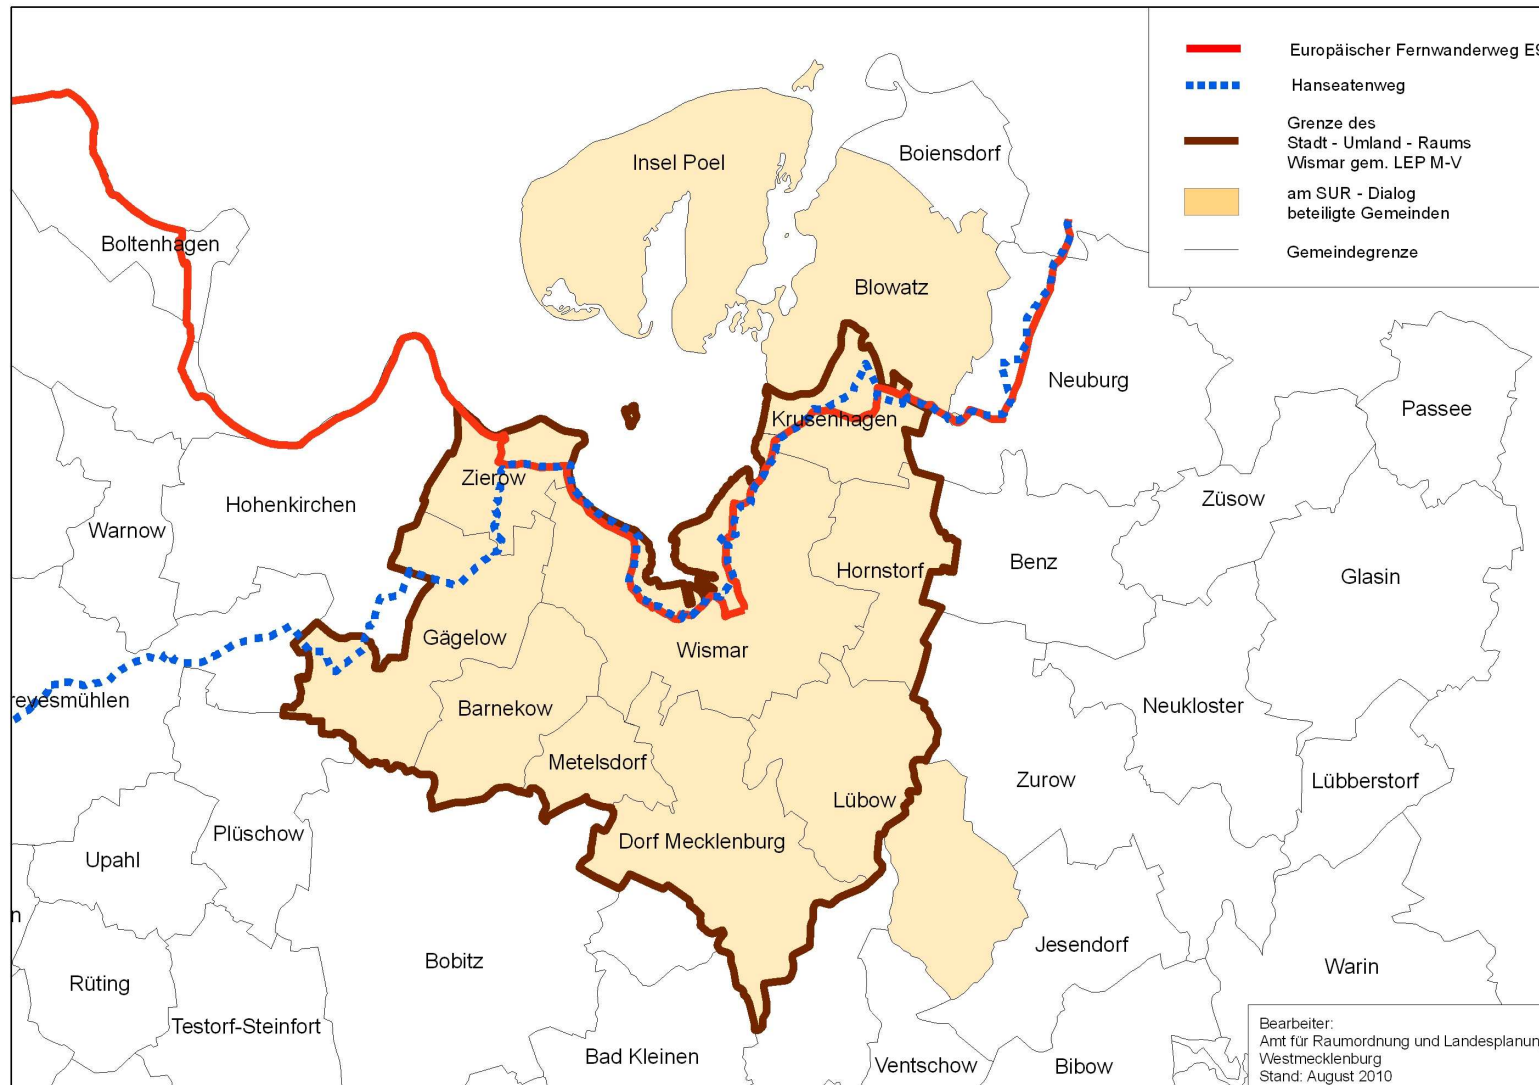 Europäischer Fernwanderweg E9
Hanseatenweg
Grenze des
Stadt - Umland - Raums
Wismar gem. LEP M-V
am SUR - Dialog
beteiligte Gemeinden
Gemeindegrenze
Insel Poel
Boiensdorf
Boltenhagen
Blowatz
Neuburg
Passee
Krusenhagen
Zierow
Hohenkirchen
Züsow
Warnow
Benz
Hornstorf
Glasin
Gägelow
Wismar
revesmühlen
Barnekow
Neukloster
Metelsdorf
Zurow
Lübberstorf
Lübow
Plüschow
Dorf Mecklenburg
Upahl
n
Jesendorf
Bobitz
Warin
Rüting
Testorf-Steinfort
Bad Kleinen
Ventschow
Bibow
Bearbeiter:
Amt für Raumordnung und Landesplanun
Westmecklenburg
Stand: August 2010